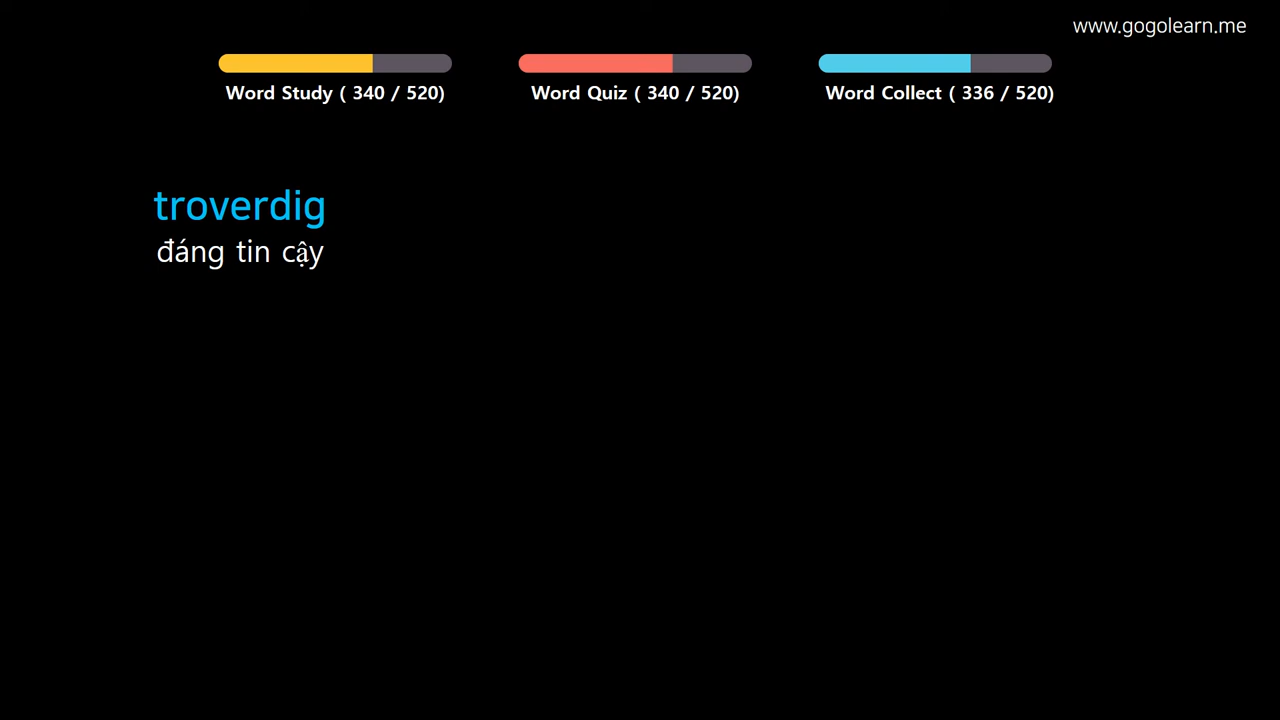 www.gogolearn.me
Word Study ( 340 / 520)
Word Quiz ( 340 / 520)
Word Collect ( 336 / 520)
troverdig
đáng tin cậy